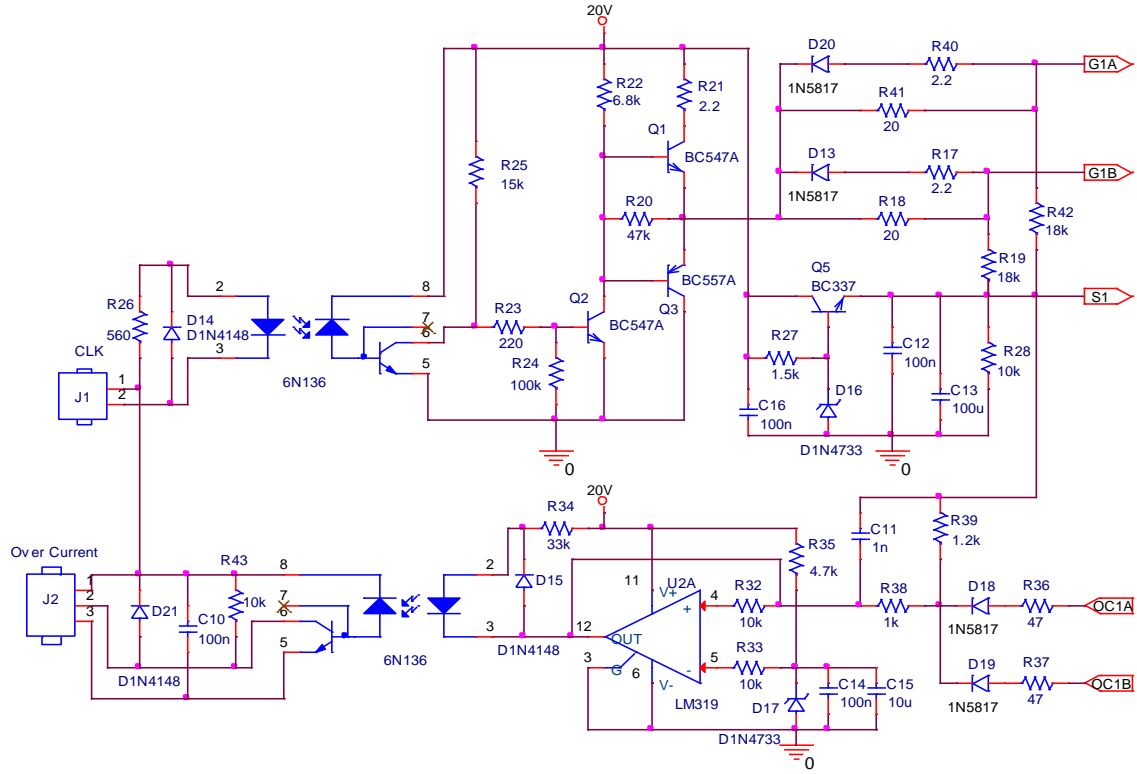 20V
D20
1N5817
R40
2.2
G1A
R41
20
R22
6.8k
R21
2.2
Q1
BC547A
D13
1N5817
R17
2.2
G1B
R25
15k
R20
47k
R18
20
R42
18k
R19
18k
BC557A
Q3
Q5
BC337
S1
2
8
R26
560
D14
D1N4148
7
6
R23
220
Q2
BC547A
R24
100k
R27
1.5k
C12
100n
R28
10k
CLK
3
5
6N136
J1
1
2
C16
100n
D16
C13
100u
D1N4733
0
0
20V
R34
33k
R35
4.7k
C11
1n
R39
1.2k
Over Current
R43
10k
8
2
D15
11
U2A
V+
4
+
R32
10k
R38
1k
D18
1N5817
R36
47
OC1A
J2
1
2
3
D21
C10
100n
7
6
5
3
12
OUT
D1N4148
6N136
D1N4148
3
G
6
V-
-
5
R33
10k
LM319
D17
C14
100n
C15
10u
D19
1N5817
R37
47
OC1B
D1N4733
0